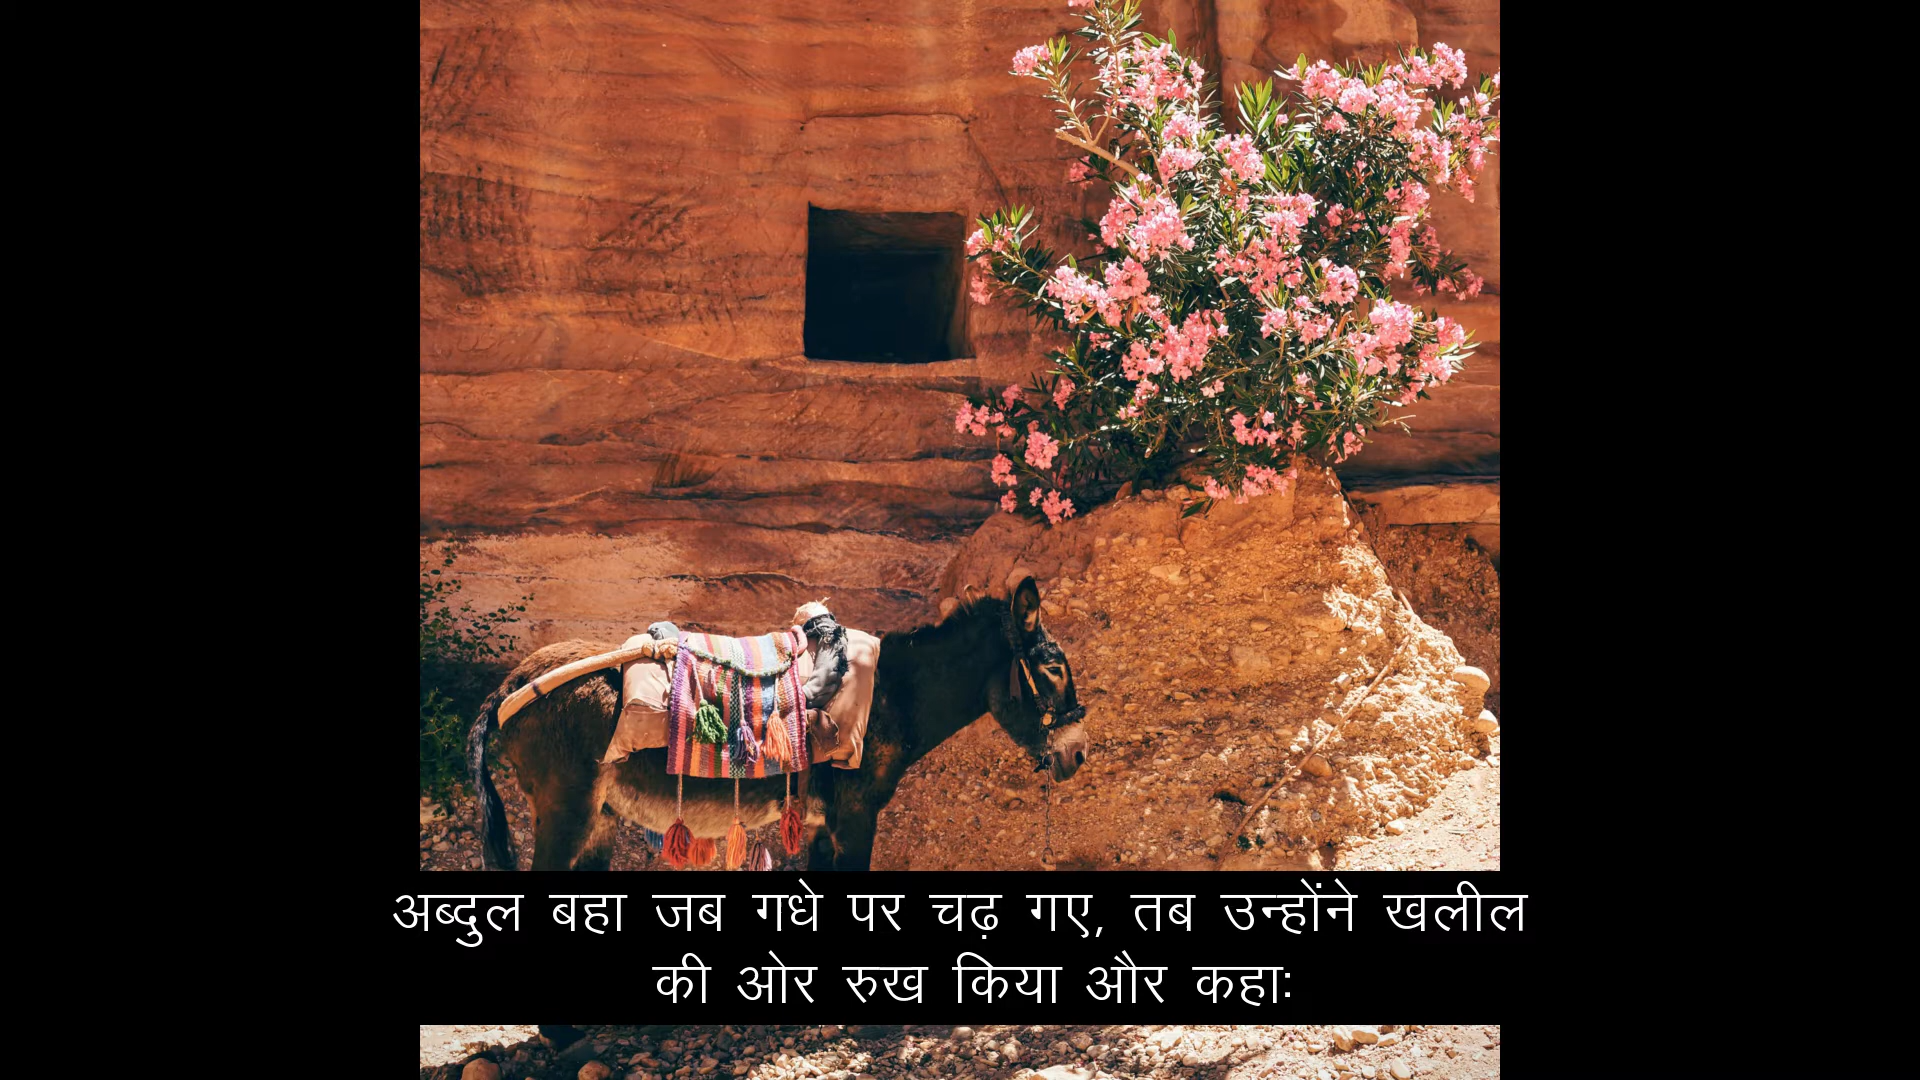 अब्दुल बहा जब गधे पर चढ़ गए, तब उन्होंने खलील
की ओर रुख किया और कहाः